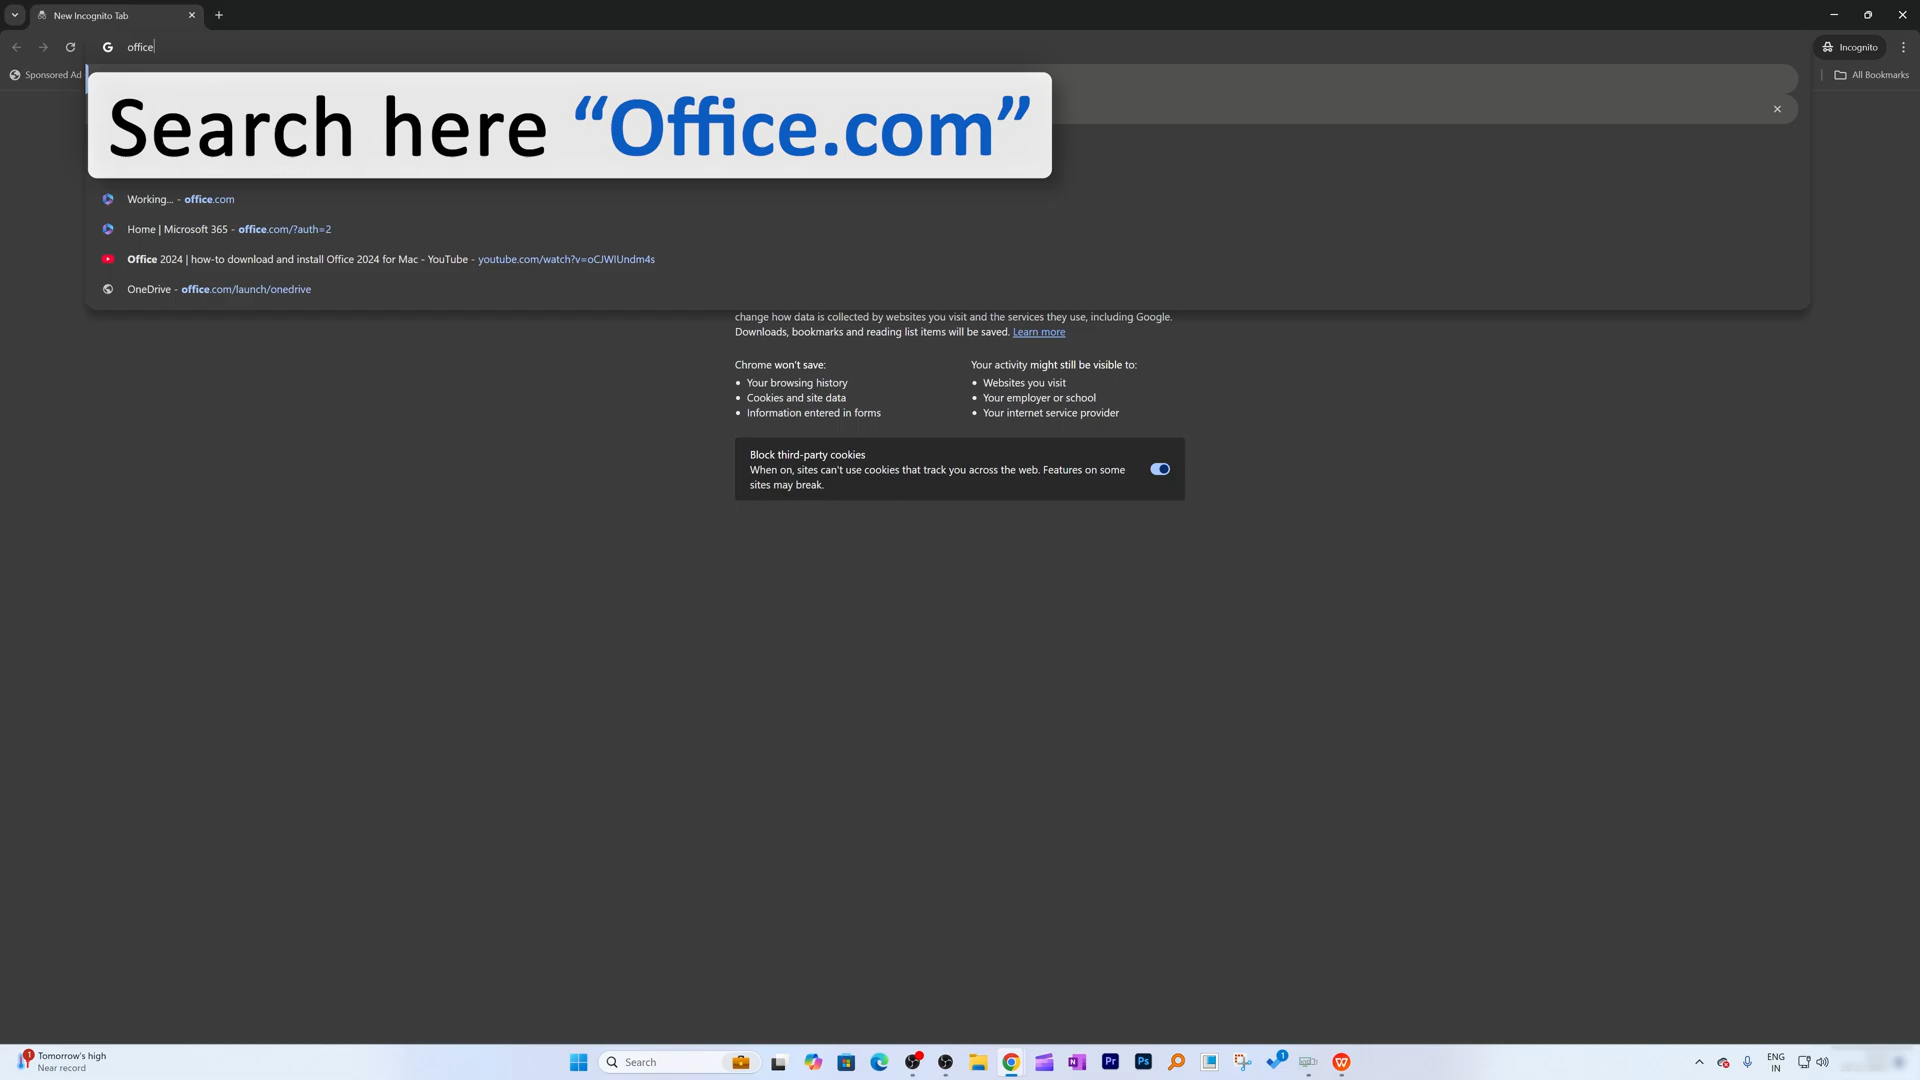 New Incognito Tab
office
Incognito
Sponsored Ad
All Bookmarks
Search here “Office.com”
Working... - office.com
Home | Microsoft 365 - office.com/?auth=2
Office 2024 | how-to download and install Office 2024 for Mac - YouTube - youtube.com/watch?v=oCJWIUndm4s
OneDrive - office.com/launch/onedrive
change how data is collected by websites you visit and the services they use, including Google.
Downloads, bookmarks and reading list items will be saved. Learn more
Chrome won't save:
Your browsing history
Cookies and site data
Information entered in forms
Your activity might still be visible to:
Websites you visit
Your employer or school
Your internet service provider
Block third-party cookies
When on, sites can't use cookies that track you across the web. Features on some
sites may break.
1
Tomorrow's high
Near record
Search
Pr
Ps
1
ENG
IN